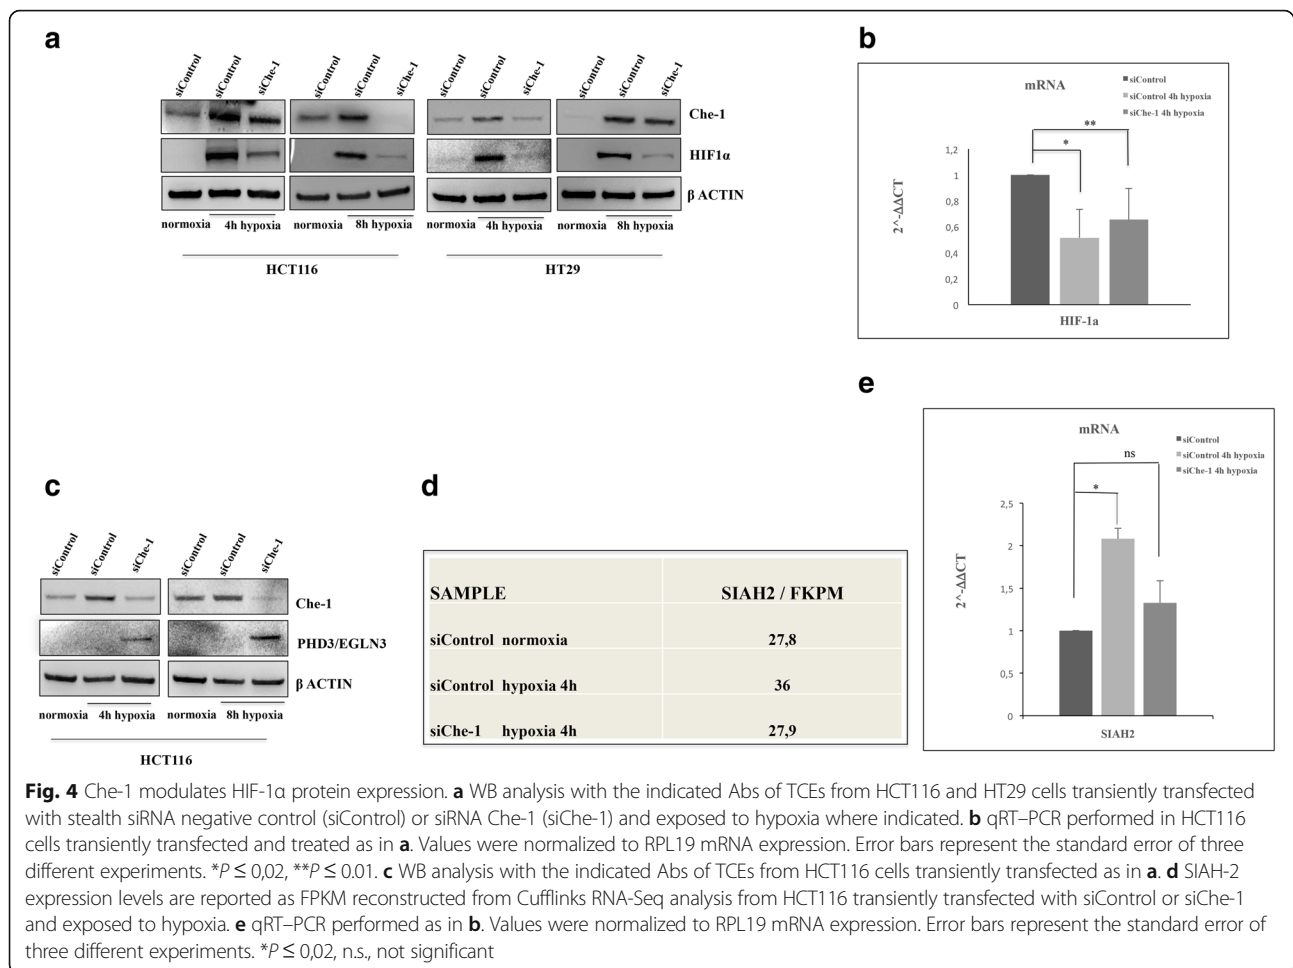 a
siControl siControl siChe-1 siControl siControl siChe-1 siControl siControl siChe-1 siControl siControl siChe-1
Che-1
HIF1α
β ACTIN
normoxia 4h hypoxia normoxia 8h hypoxia normoxia 4h hypoxia normoxia 8h hypoxia
HCT116 HT29
b
mRNA
siControl
siControl 4h hypoxia
siChe-1 4h hypoxia
**
*
1,2
1
0,8
0,6
0,4
0,2
0
2^-ΔΔCT
HIF-1a
c
siControl siControl siChe-1 siControl siControl siChe-1
Che-1
PHD3/EGLN3
β ACTIN
normoxia 4h hypoxia normoxia 8h hypoxia
HCT116
d
SAMPLE SIAH2 / FKPM
siControl normoxia 27,8
siControl hypoxia 4h 36
siChe-1 hypoxia 4h 27,9
e
mRNA
siControl
siControl 4h hypoxia
siChe-1 4h hypoxia
ns
*
2,5
2
1,5
1
0,5
0
2^-ΔΔCT
SIAH2
Fig. 4 Che-1 modulates HIF-1α protein expression. a WB analysis with the indicated Abs of TCEs from HCT116 and HT29 cells transiently transfected
with stealth siRNA negative control (siControl) or siRNA Che-1 (siChe-1) and exposed to hypoxia where indicated. b qRT–PCR performed in HCT116
cells transiently transfected and treated as in a. Values were normalized to RPL19 mRNA expression. Error bars represent the standard error of three
different experiments. *P ≤ 0,02, **P ≤ 0.01. c WB analysis with the indicated Abs of TCEs from HCT116 cells transiently transfected as in a. d SIAH-2
expression levels are reported as FPKM reconstructed from Cufflinks RNA-Seq analysis from HCT116 transiently transfected with siControl or siChe-1
and exposed to hypoxia. e qRT–PCR performed as in b. Values were normalized to RPL19 mRNA expression. Error bars represent the standard error of
three different experiments. *P ≤ 0,02, n.s., not significant